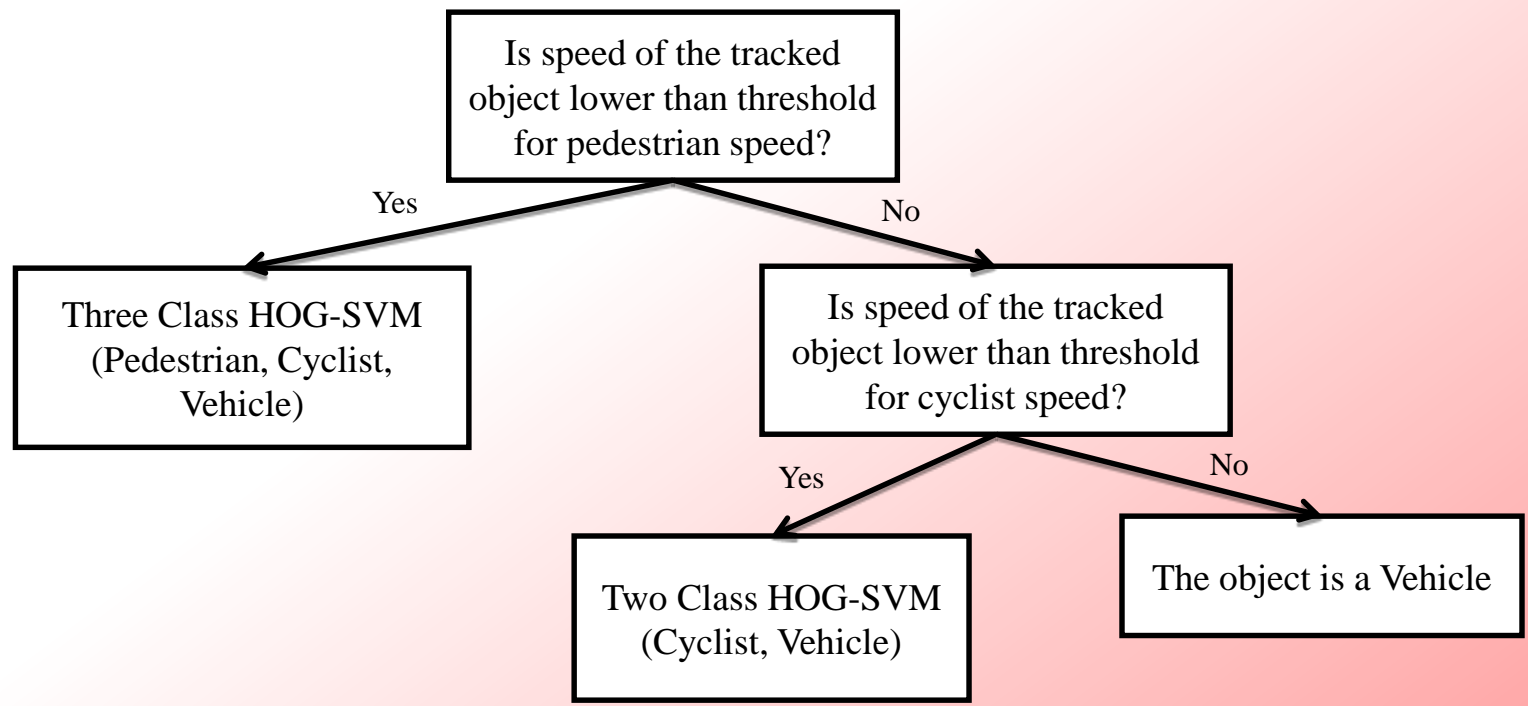 Is speed of the tracked
object lower than threshold
for pedestrian speed?
Yes
No
Three Class HOG-SVM
(Pedestrian, Cyclist,
Vehicle)
Is speed of the tracked
object lower than threshold
for cyclist speed?
Yes
No
Two Class HOG-SVM
(Cyclist, Vehicle)
The object is a Vehicle